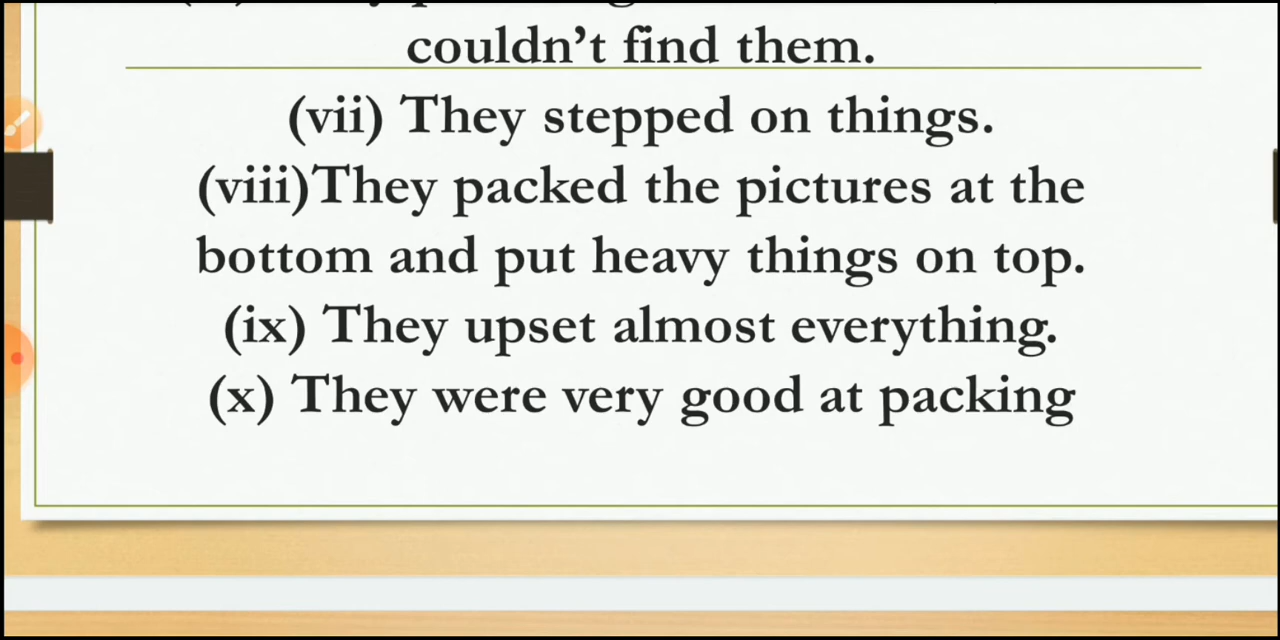 couldn’t find them.
(vii) They stepped on things.
(viii)They packed the pictures at the
bottom and put heavy things on top.
(ix) They upset almost everything.
(x) They were very good at packing